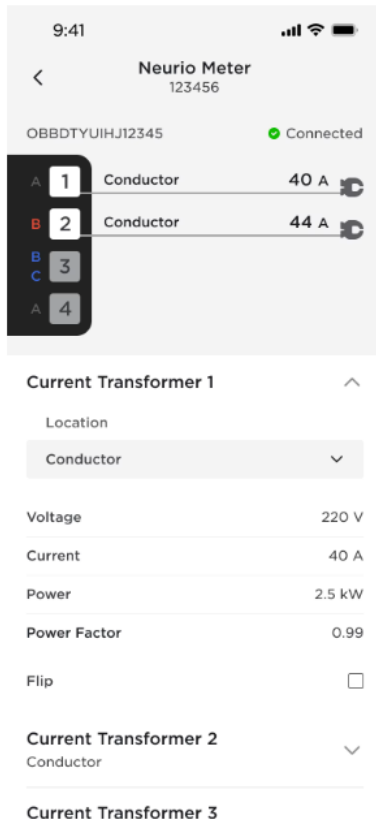 9:41
Neurio Meter
123456
OBBDTYUIHJ12345 Connected
A 1 Conductor 40 A
B 2 Conductor 44 A
B
C 3
A 4
Current Transformer 1
Location
Conductor
Voltage 220 V
Current 40 A
Power 2.5 kW
Power Factor 0.99
Flip
Current Transformer 2
Conductor
Current Transformer 3